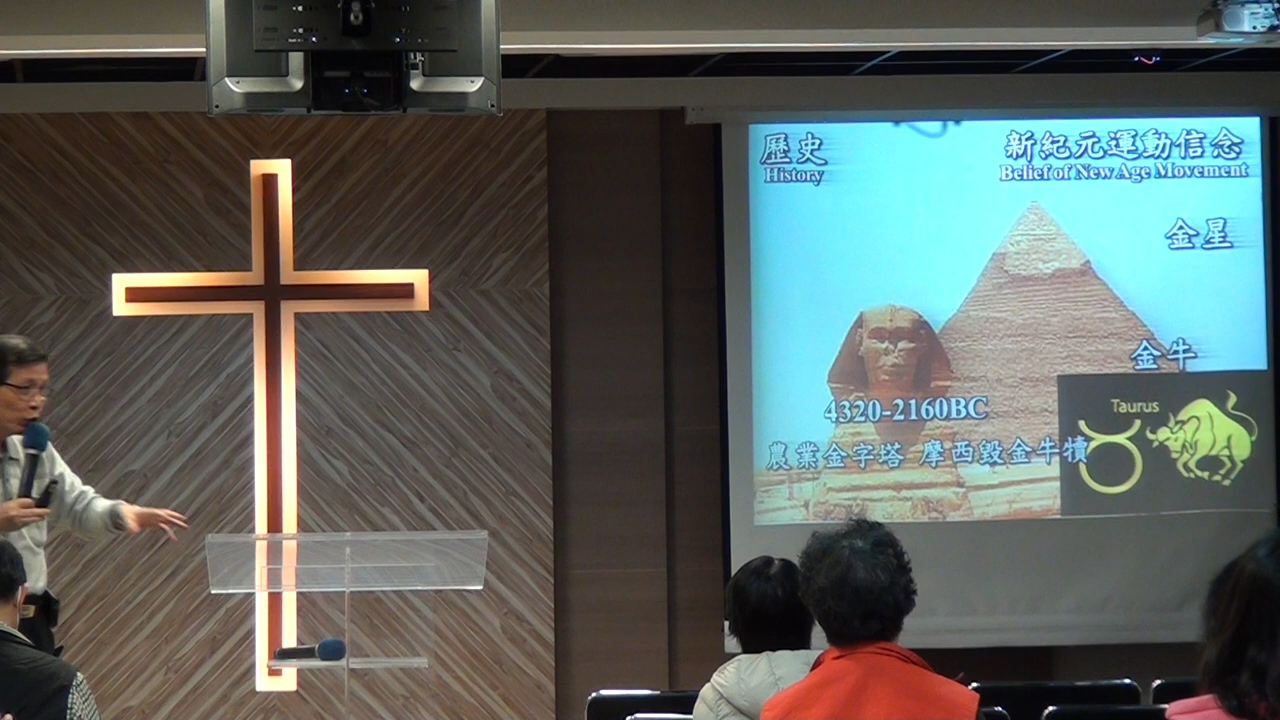 歷史
History
新紀元運動信念
Belief of New Age Movement
金星
金牛
Taurus
4320-2160BC
農業金字塔 摩西毀金牛犢